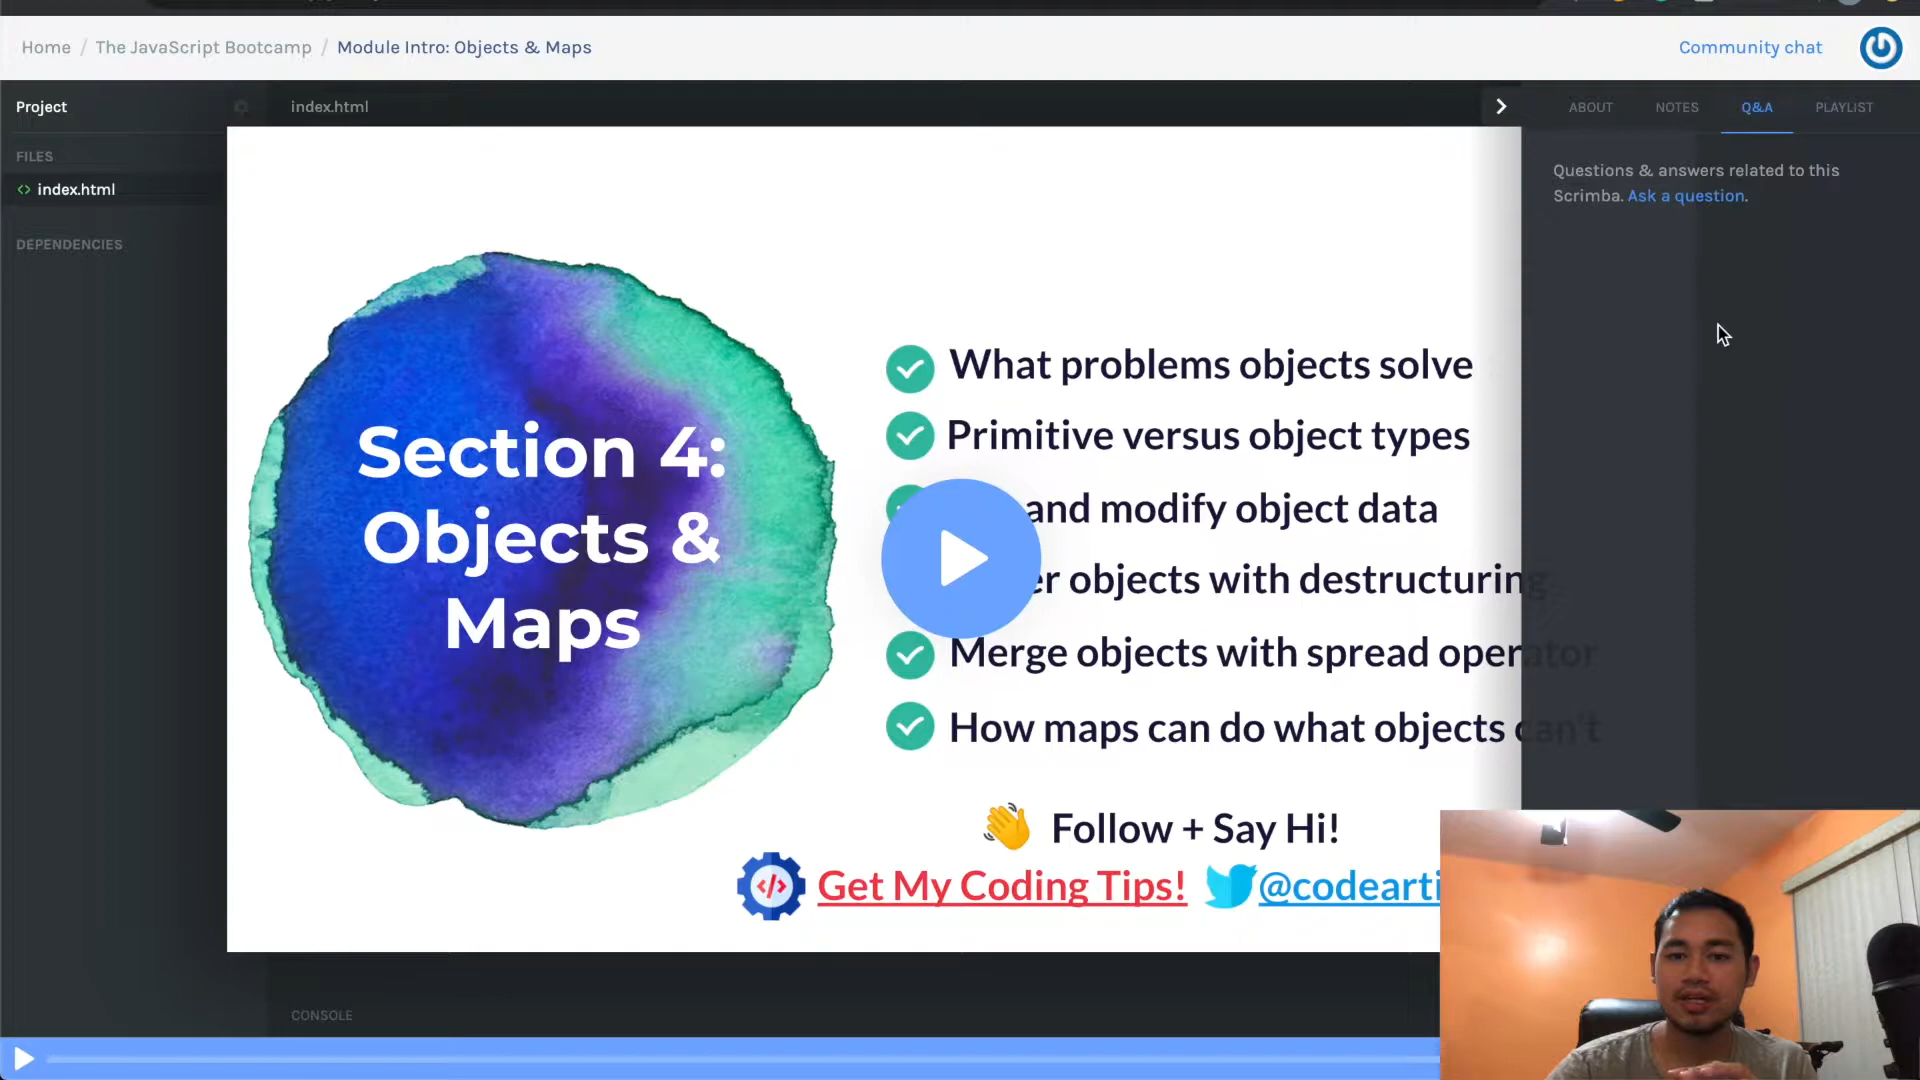 Home / The JavaScript Bootcamp / Module Intro: Objects & Maps
Community chat
Project
index.html
ABOUT
NOTES
Q&A
PLAYLIST
FILES
<> index.html
DEPENDENCIES
Questions & answers related to this
Scrimba. Ask a question.
Section 4:
Objects &
Maps
What problems objects solve
Primitive versus object types
and modify object data
objects with destructuring
Merge objects with spread operator
How maps can do what objects can't
Follow + Say Hi!
</>
Get My Coding Tips!
CONSOLE